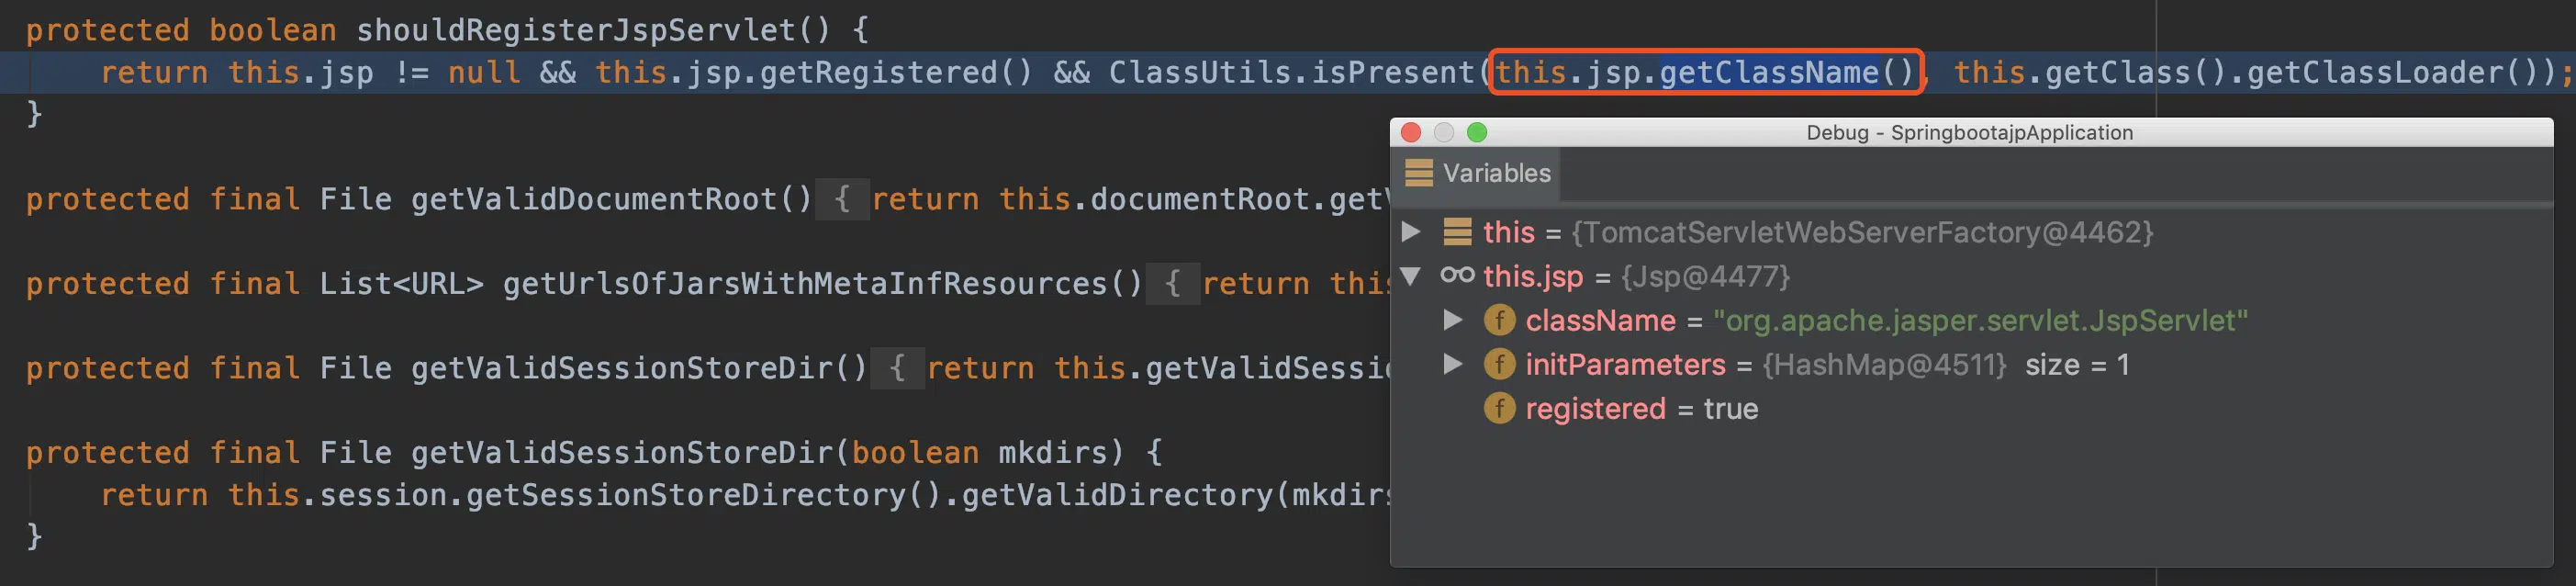 protected boolean shouldRegisterJspServlet() {
return this.jsp != null && this.jsp.getRegistered() && ClassUtils.isPresent(this.jsp.getClassName(), this.getClass().getClassLoader());
}
protected final File getValidDocumentRoot() { return this.documentRoot.get
protected final List<URL> getUrlsOfJarsWithMetaInfResources() { return this
protected final File getValidSessionStoreDir() { return this.getValidSessio
protected final File getValidSessionStoreDir(boolean mkdirs) {
return this.session.getSessionStoreDirectory().getValidDirectory(mkdirs
}
Debug - SpringbootajpApplication
Variables
this = {TomcatServletWebServerFactory@4462}
this.jsp = {Jsp@4477}
f className = "org.apache.jasper.servlet.JspServlet"
f initParameters = {HashMap@4511} size = 1
f registered = true